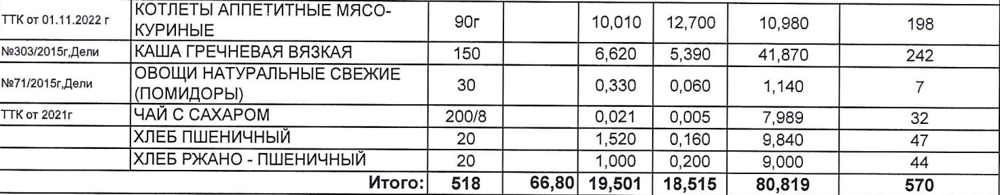 ТТК от 01.11.2022 г КОТЛЕТЫ АППЕТИТНЫЕ МЯСО-
КУРИНЫЕ 90г 10,010 12,700 10,980 198
№303/2015г,Дели КАША ГРЕЧНЕВАЯ ВЯЗКАЯ 150 6,620 5,390 41,870 242
№71/2015г,Дели ОВОЩИ НАТУРАЛЬНЫЕ СВЕЖИЕ
(ПОМИДОРЫ) 30 0,330 0,060 1,140 7
ТТК от 2021г ЧАЙ С САХАРОМ 200/8 0,021 0,005 7,989 32
ХЛЕБ ПШЕНИЧНЫЙ 20 1,520 0,160 9,840 47
ХЛЕБ РЖАНО - ПШЕНИЧНЫЙ 20 1,000 0,200 9,000 44
Итого: 518 66,80 19,501 18,515 80,819 570